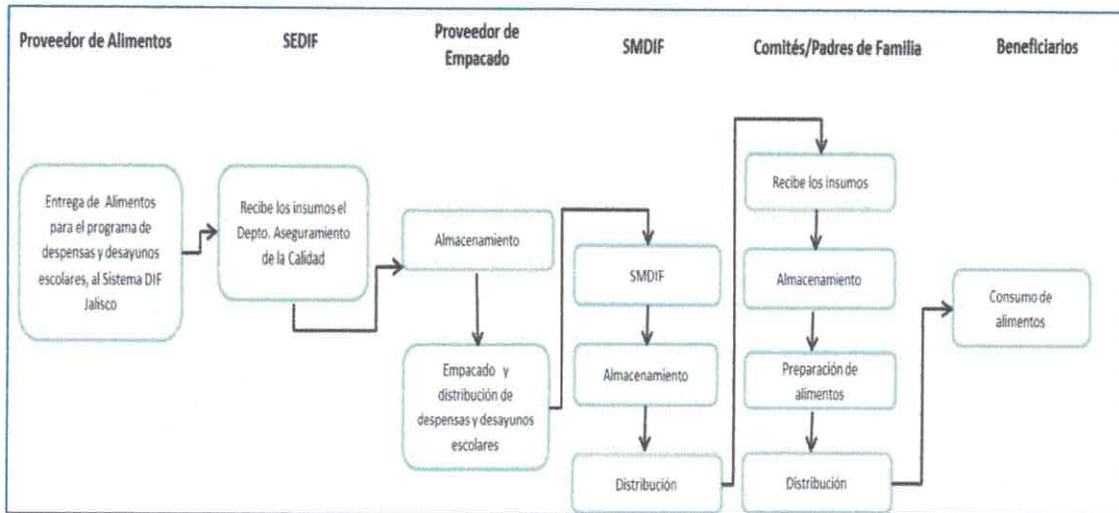 Proveedor de Alimentos
SEDIF
Proveedor de
Empacado
SMDIF
Comités/Padres de Familia
Beneficiarios
Entrega de Alimentos
para el programa de
despensas y desayunos
escolares, al Sistema DIF
Jalisco
Recibe los insumos el
Depto. Aseguramiento
de la Calidad
Almacenamiento
Empacado y
distribución de
despensas y desayunos
escolares
SMDIF
Almacenamiento
Distribución
Recibe los insumos
Almacenamiento
Preparación de
alimentos
Distribución
Consumo de
alimentos